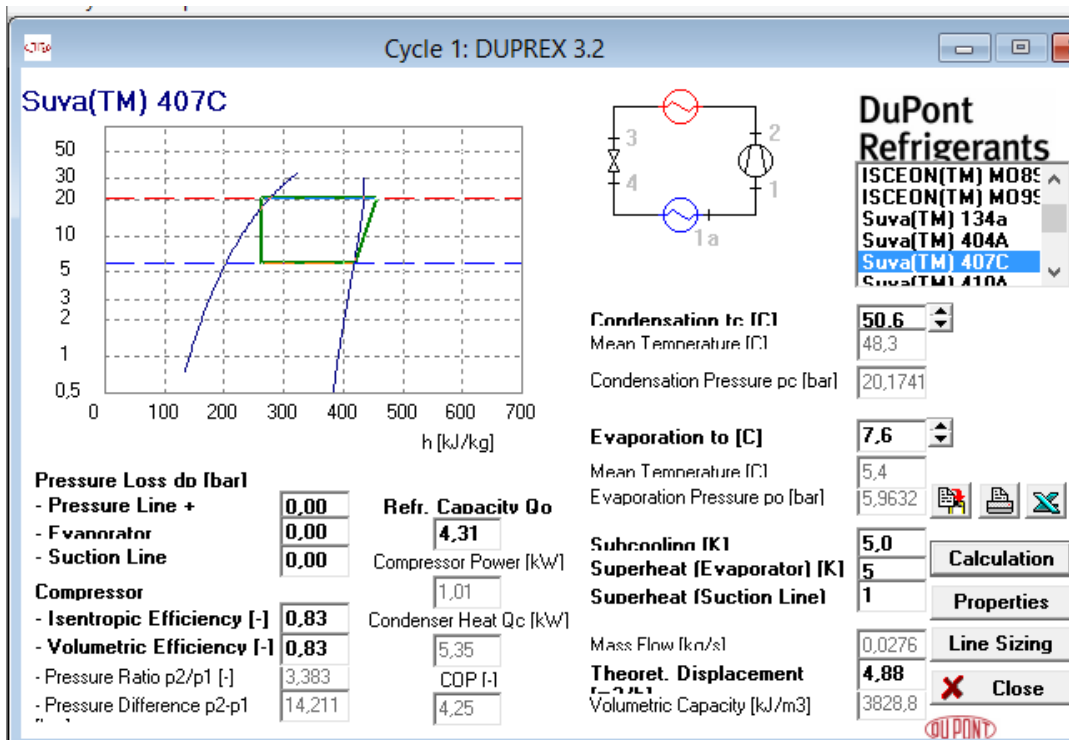 Cycle 1: DUPREX 3.2
Suva(TM) 407C
50
30
20
10
5
3
2
1
0,5
0 100 200 300 400 500 600 700
h [kJ/kg]
3
4
2
1
1a
DuPont
Refrigerants
ISCEON(TM) MO89
ISCEON(TM) MO99
Suva(TM) 134a
Suva(TM) 404A
Suva(TM) 407C
Suva(TM) 410A
Condensation tc [C] 50.6
Mean Temperature [C] 48,3
Condensation Pressure pc [bar] 20,1741
Evaporation to [C] 7,6
Mean Temperature [C] 5,4
Evaporation Pressure po [bar] 5,9632
Pressure Loss dp [bar]
- Pressure Line + 0,00
- Evaporator 0,00
- Suction Line 0,00
Compressor
- Isentropic Efficiency [-] 0,83
- Volumetric Efficiency [-] 0,83
- Pressure Ratio p2/p1 [-] 3,383
- Pressure Difference p2-p1 14,211
Refr. Capacity Qo
4,31
Compressor Power [kW]
1,01
Condenser Heat Qc [kW]
5,35
COP [-]
4,25
Subcooling [K] 5,0
Superheat (Evaporator) [K] 5
Superheat (Suction Line) 1
Mass Flow [kg/s] 0,0276
Theoret. Displacement 4,88
Volumetric Capacity [kJ/m3] 3828,8
Calculation
Properties
Line Sizing
Close
DUPONT